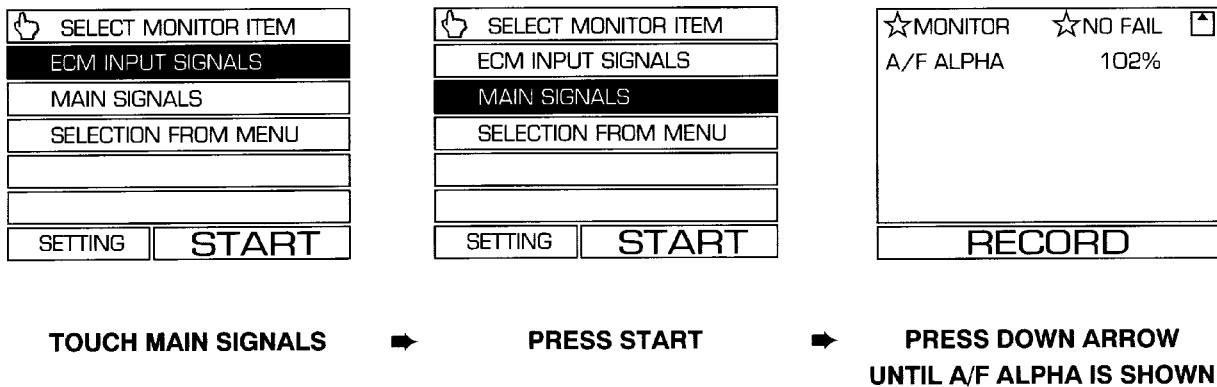 SELECT MONITOR ITEM
ECM INPUT SIGNALS
MAIN SIGNALS
SELECTION FROM MENU
SETTING START
TOUCH MAIN SIGNALS
SELECT MONITOR ITEM
ECM INPUT SIGNALS
MAIN SIGNALS
SELECTION FROM MENU
SETTING START
PRESS START
☆MONITOR ☆NO FAIL
A/F ALPHA 102%
RECORD
PRESS DOWN ARROW
UNTIL A/F ALPHA IS SHOWN